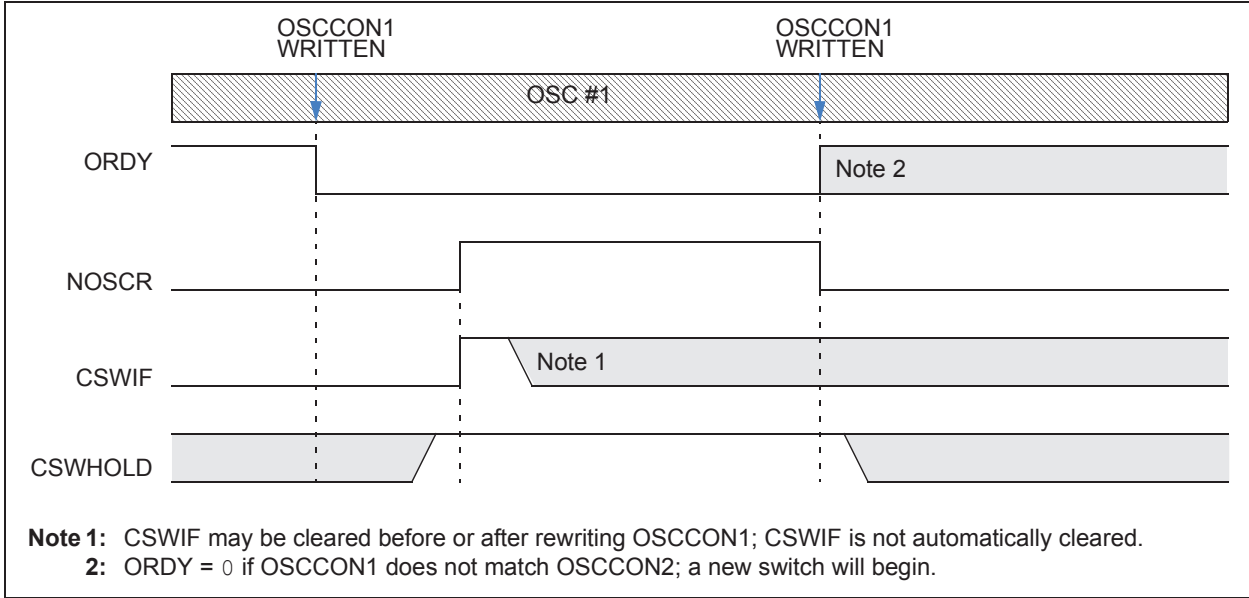 OSCCON1
WRITTEN
OSCCON1
WRITTEN
OSC #1
ORDY
Note 2
NOSCR
CSWIF
Note 1
CSWHOLD
Note 1: CSWIF may be cleared before or after rewriting OSCCON1; CSWIF is not automatically cleared.
2: ORDY = 0 if OSCCON1 does not match OSCCON2; a new switch will begin.